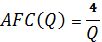 AFC(Q) = 4/Q